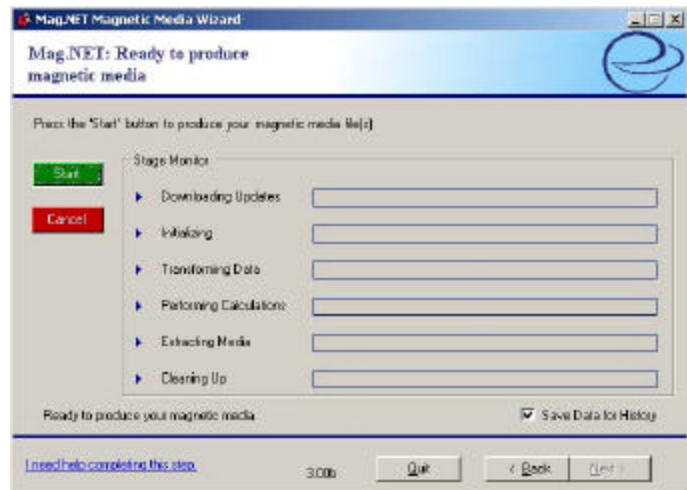 Mag.NET Magnetic Media Wizard
Mag.NET: Ready to produce
magnetic media
Press the 'Start' button to produce your magnetic media file(s)
Stage Monitor
Start
Cancel
Downloading Updates
Initializing
Transforming Data
Performing Calculations
Extracting Media
Cleaning Up
Ready to produce your magnetic media
Save Data for History
I need help completing this step.
3.00b
Quit
< Back
Next >